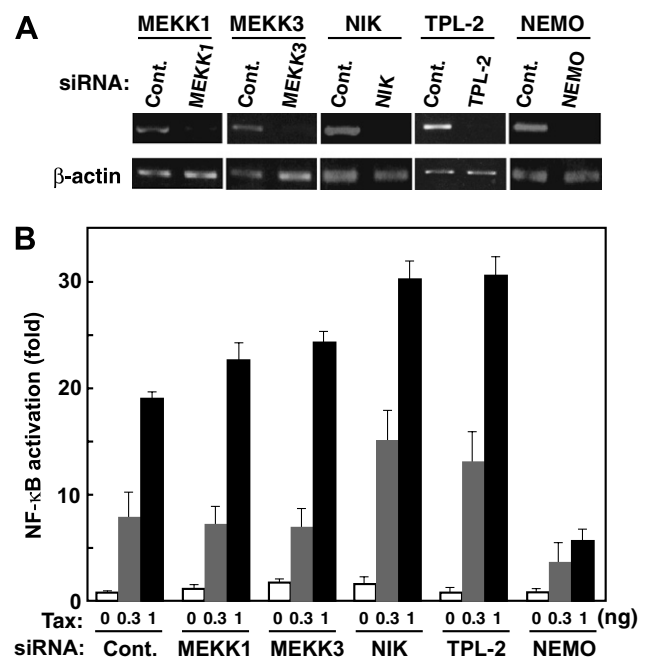 A
MEKK1 MEKK3 NIK TPL-2 NEMO
siRNA: Cont. MEKK1 Cont. MEKK3 Cont. NIK Cont. TPL-2 Cont. NEMO
β-actin
B
NF-κB activation (fold)
30
20
10
0
Tax: 0 0.3 1 0 0.3 1 0 0.3 1 0 0.3 1 0 0.3 1 0 0.3 1 (ng)
siRNA: Cont. MEKK1 MEKK3 NIK TPL-2 NEMO